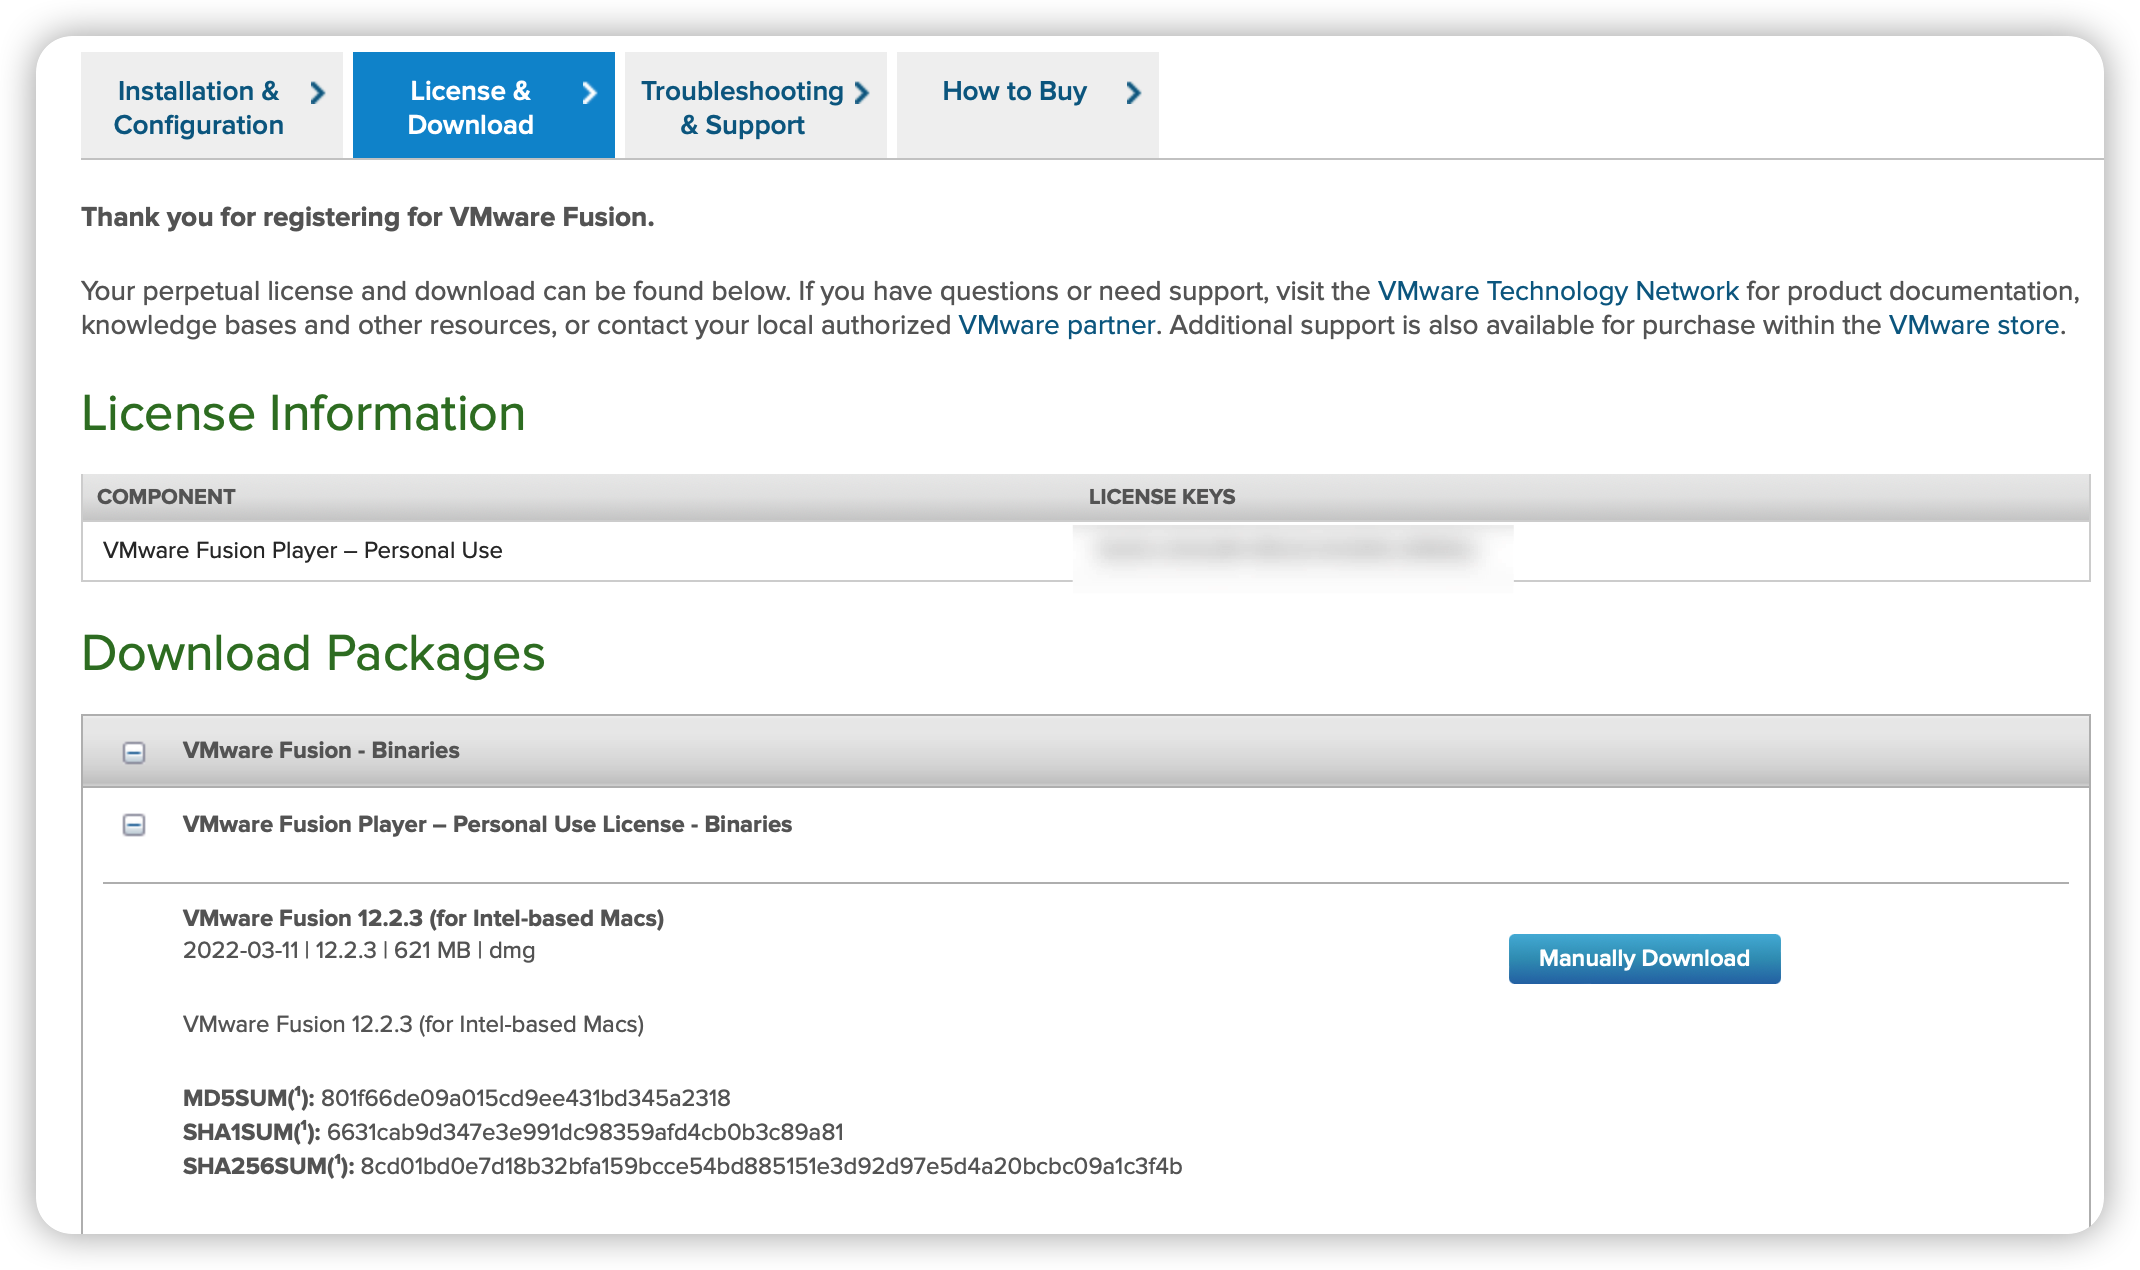 Installation &
Configuration
License &
Download
Troubleshooting
& Support
How to Buy
Thank you for registering for VMware Fusion.
Your perpetual license and download can be found below. If you have questions or need support, visit the VMware Technology Network for product documentation,
knowledge bases and other resources, or contact your local authorized VMware partner. Additional support is also available for purchase within the VMware store.
License Information
COMPONENT LICENSE KEYS
VMware Fusion Player – Personal Use
Download Packages
VMware Fusion - Binaries
VMware Fusion Player – Personal Use License - Binaries
VMware Fusion 12.2.3 (for Intel-based Macs)
2022-03-11 | 12.2.3 | 621 MB | dmg
Manually Download
VMware Fusion 12.2.3 (for Intel-based Macs)
MD5SUM(¹): 801f66de09a015cd9ee431bd345a2318
SHA1SUM(¹): 6631cab9d347e3e991dc98359afd4cb0b3c89a81
SHA256SUM(¹): 8cd01bd0e7d18b32bfa159bcce54bd885151e3d92d97e5d4a20bcbc09a1c3f4b